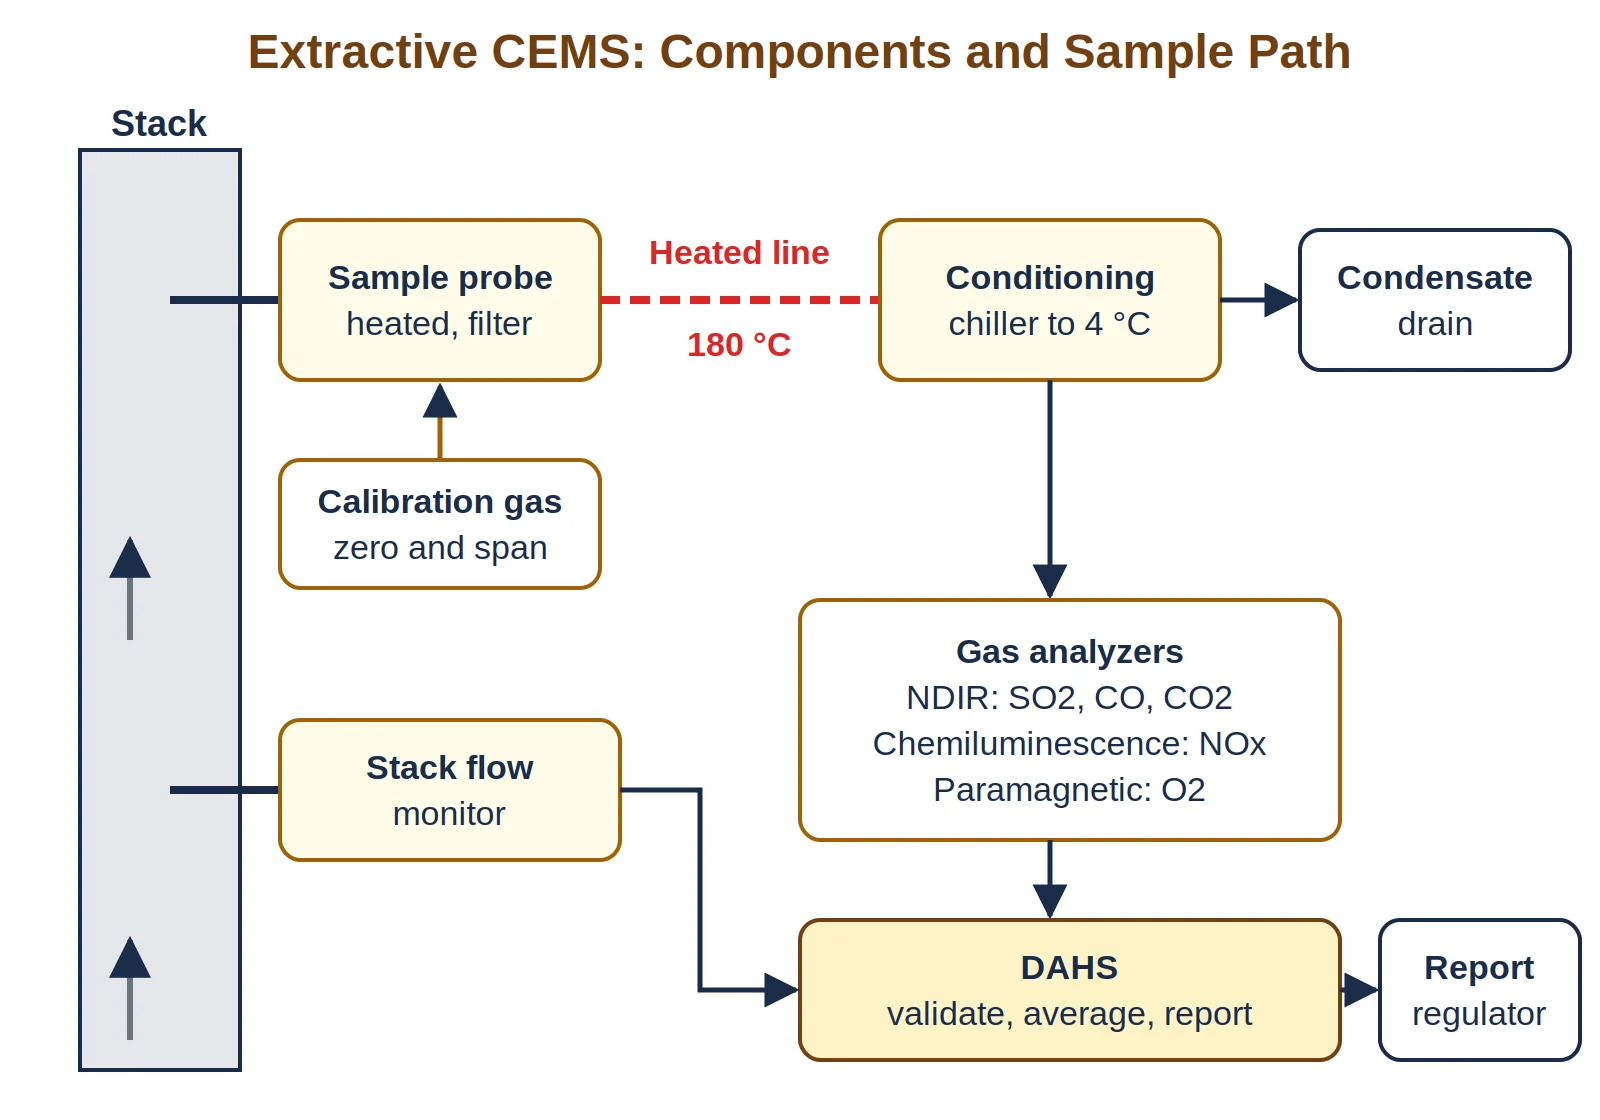 Extractive CEMS: Components and Sample Path
Stack
Sample probe
heated, filter
Heated line
180 °C
Conditioning
chiller to 4 °C
Condensate
drain
Calibration gas
zero and span
Gas analyzers
NDIR: SO2, CO, CO2
Chemiluminescence: NOx
Paramagnetic: O2
Stack flow
monitor
DAHS
validate, average, report
Report
regulator